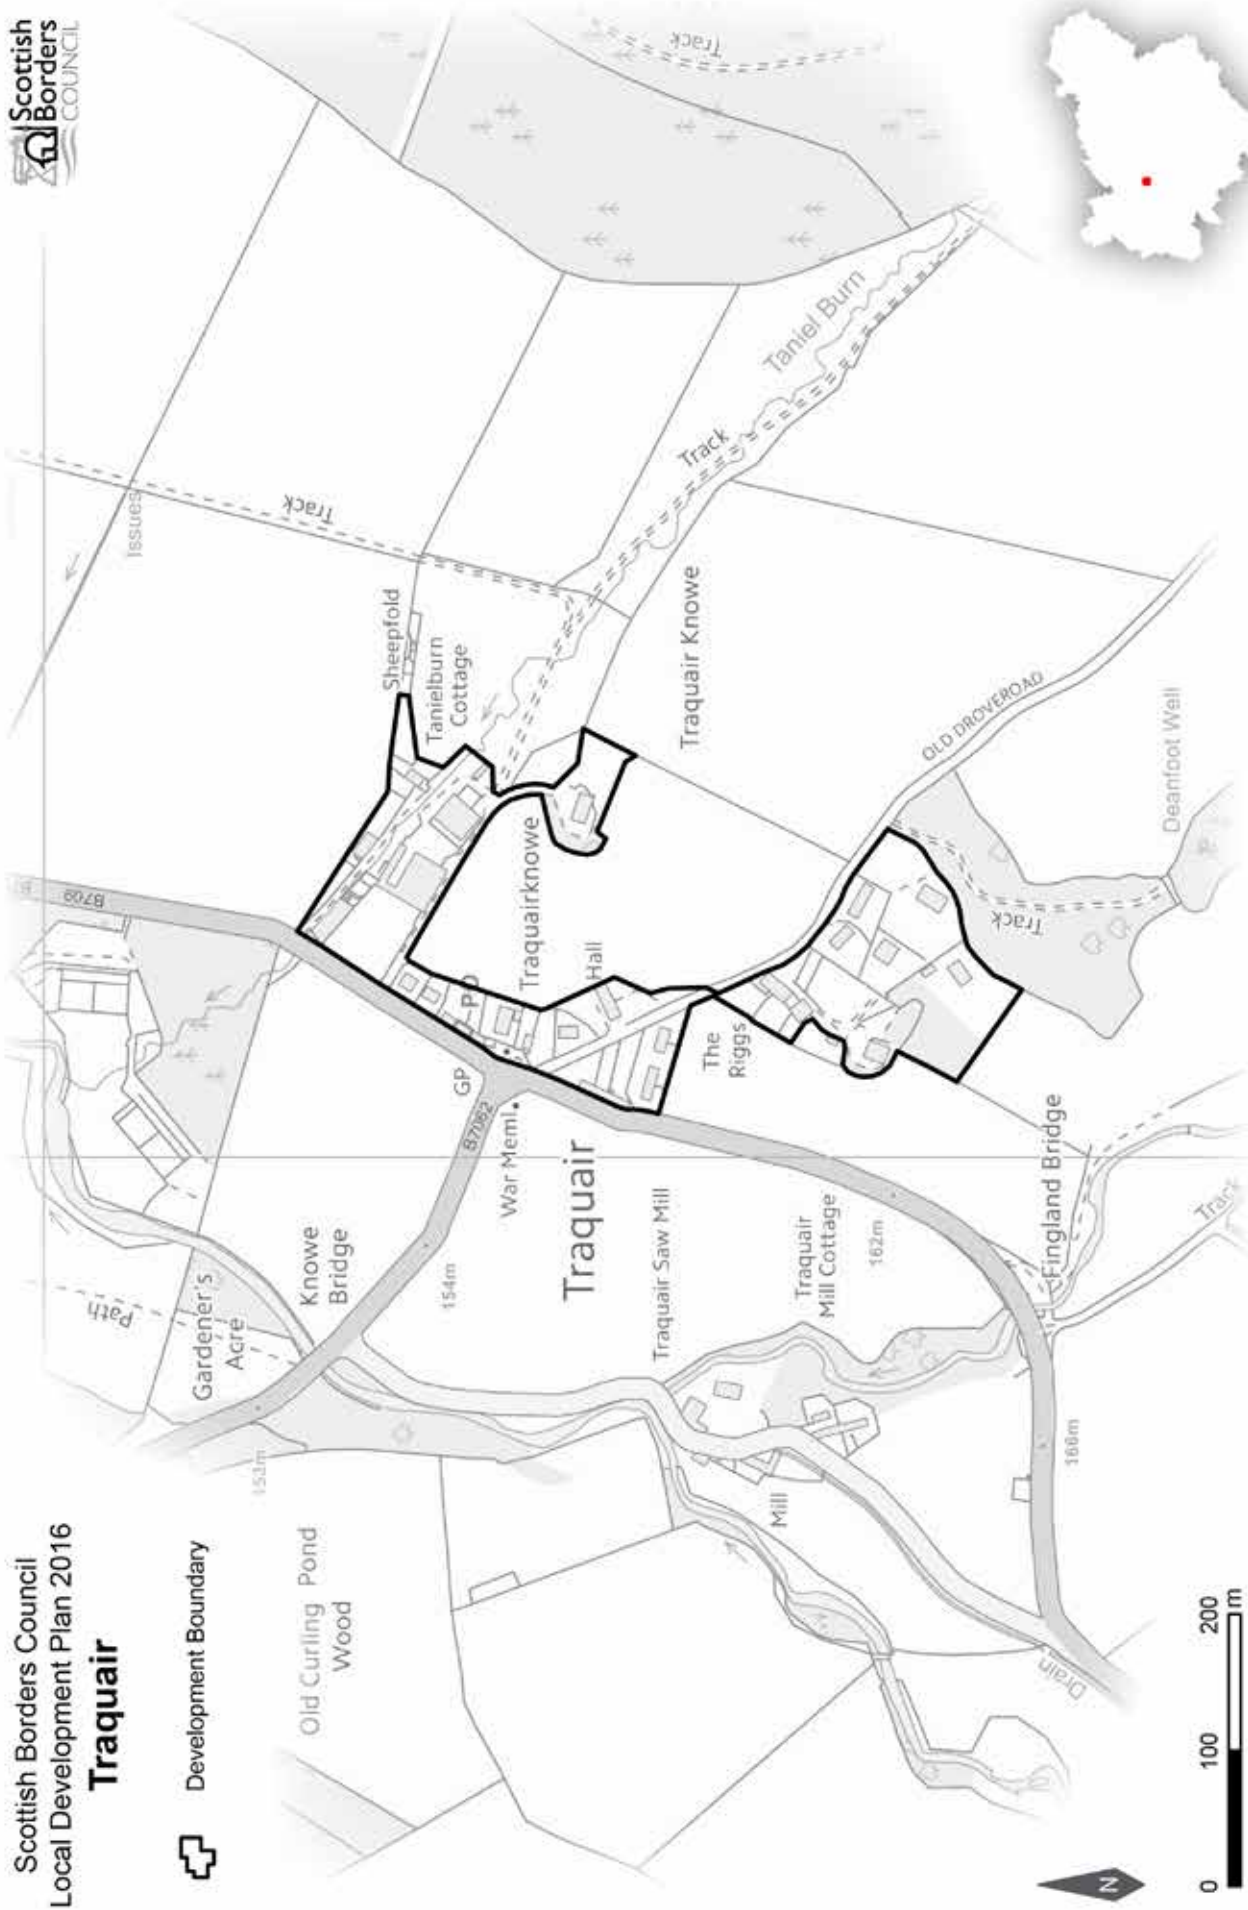 Scottish Borders Council
Local Development Plan 2016
Traquair
Development Boundary
Scottish
Borders
COUNCIL
Track
Issues
Track
B709
Sheepfold
Tanielburn
Cottage
Taniel Burn
Track
Path
Gardener's
Acre
Knowe
Bridge
153m
154m
B7062
GP
PO
War Meml
Traquairknowe
Hall
Traquair Knowe
Old Curling Pond
Wood
Traquair
The
Riggs
OLD DROVEROAD
Traquair Saw Mill
Traquair
Mill Cottage
162m
Mill
Track
Deanfoot Well
Fingland Bridge
Track
166m
Drain
N
0
100
200
m